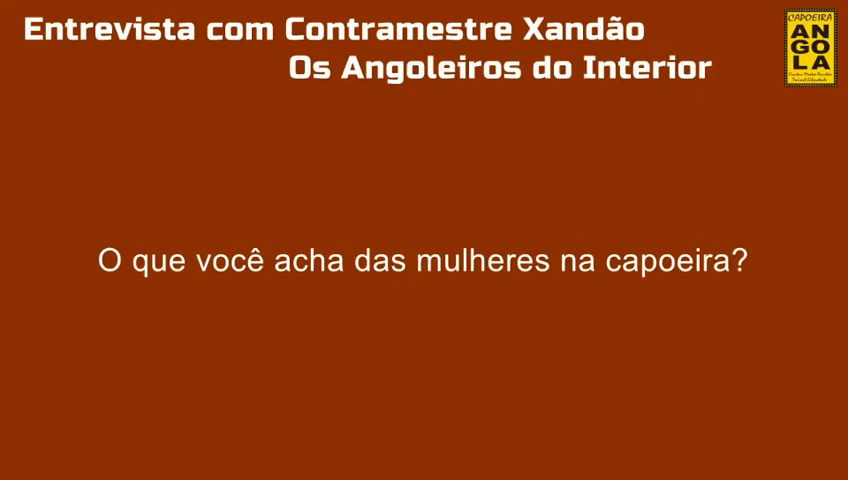 Entrevista com Contramestre Xandão
Os Angoleiros do Interior
CAPOEIRA
AN
GO
LA
O que você acha das mulheres na capoeira?